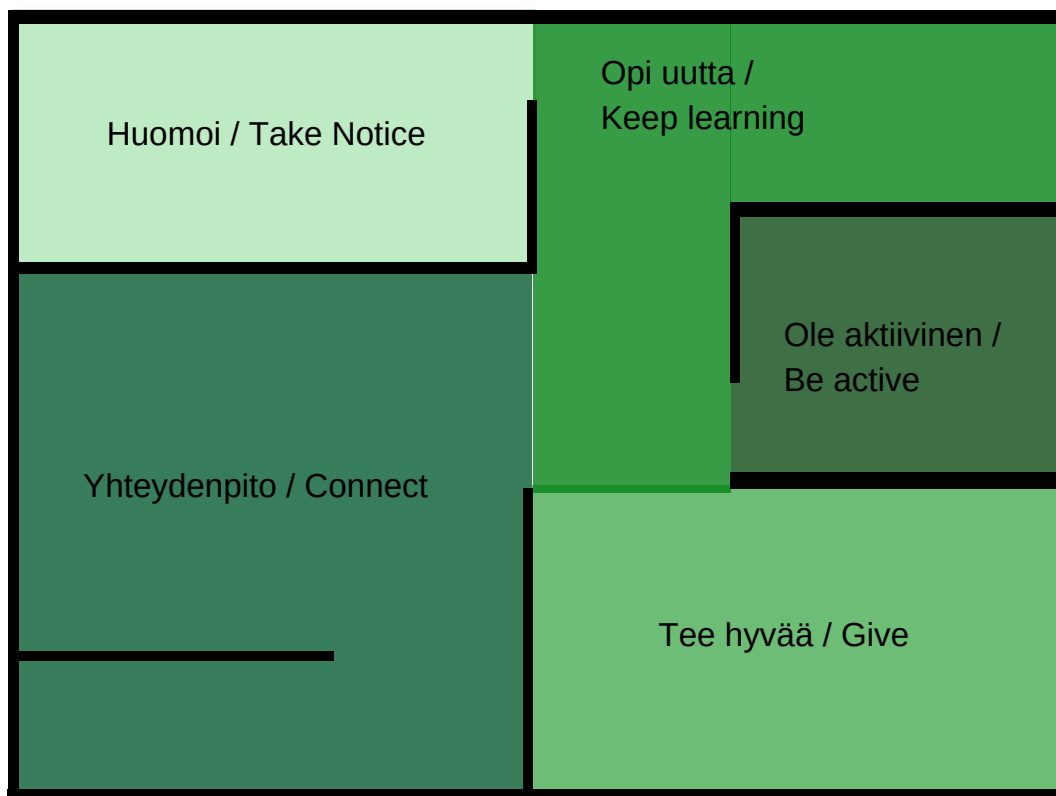 Huomoi / Take Notice
Opi uutta /
Keep learning
Ole aktiivinen /
Be active
Yhteydenpito / Connect
Tee hyvää / Give